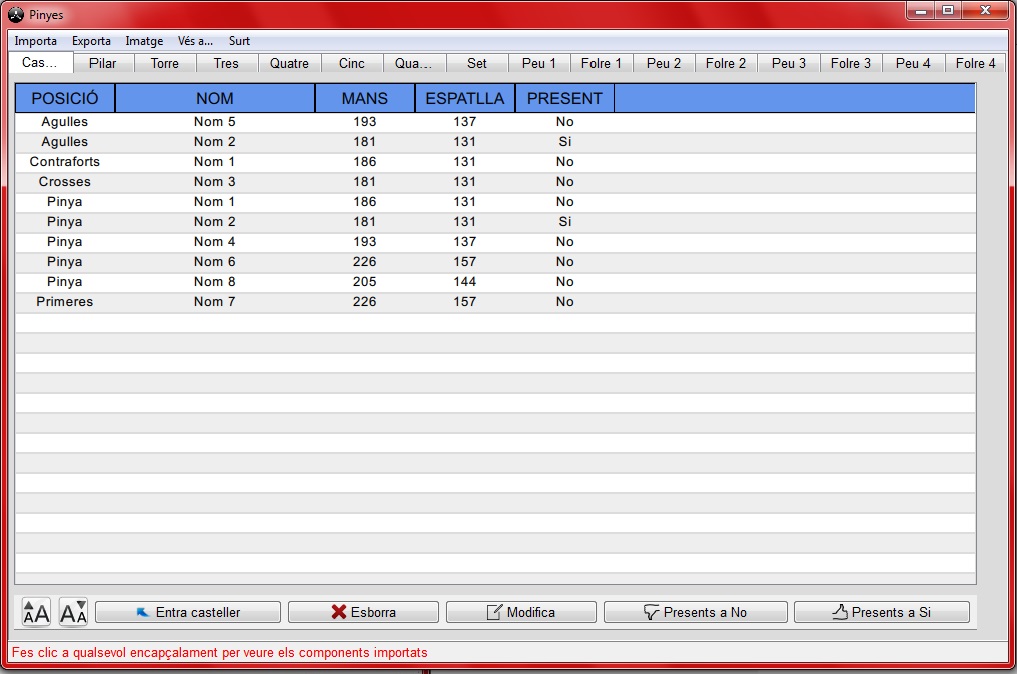 Pinyes
Importa Exporta Imatge Vés a... Surt
Cas... Pilar Torre Tres Quatre Cinc Qua... Set Peu 1 Folre 1 Peu 2 Folre 2 Peu 3 Folre 3 Peu 4 Folre 4
POSICIÓ NOM MANS ESPATLLA PRESENT
Agulles Nom 5 193 137 No
Agulles Nom 2 181 131 Si
Contraforts Nom 1 186 131 No
Crosses Nom 3 181 131 No
Pinya Nom 1 186 131 No
Pinya Nom 2 181 131 Si
Pinya Nom 4 193 137 No
Pinya Nom 6 226 157 No
Pinya Nom 8 205 144 No
Primeres Nom 7 226 157 No
AA AA Entra casteller Esborra Modifica Presents a No Presents a Si
Fes clic a qualsevol encapçalament per veure els components importats